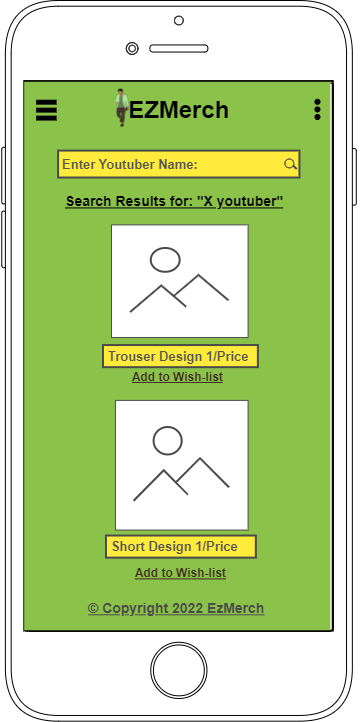 EZMerch
Enter Youtuber Name:
Search Results for: "X youtuber"
Trouser Design 1/Price
Add to Wish-list
Short Design 1/Price
Add to Wish-list
© Copyright 2022 EzMerch